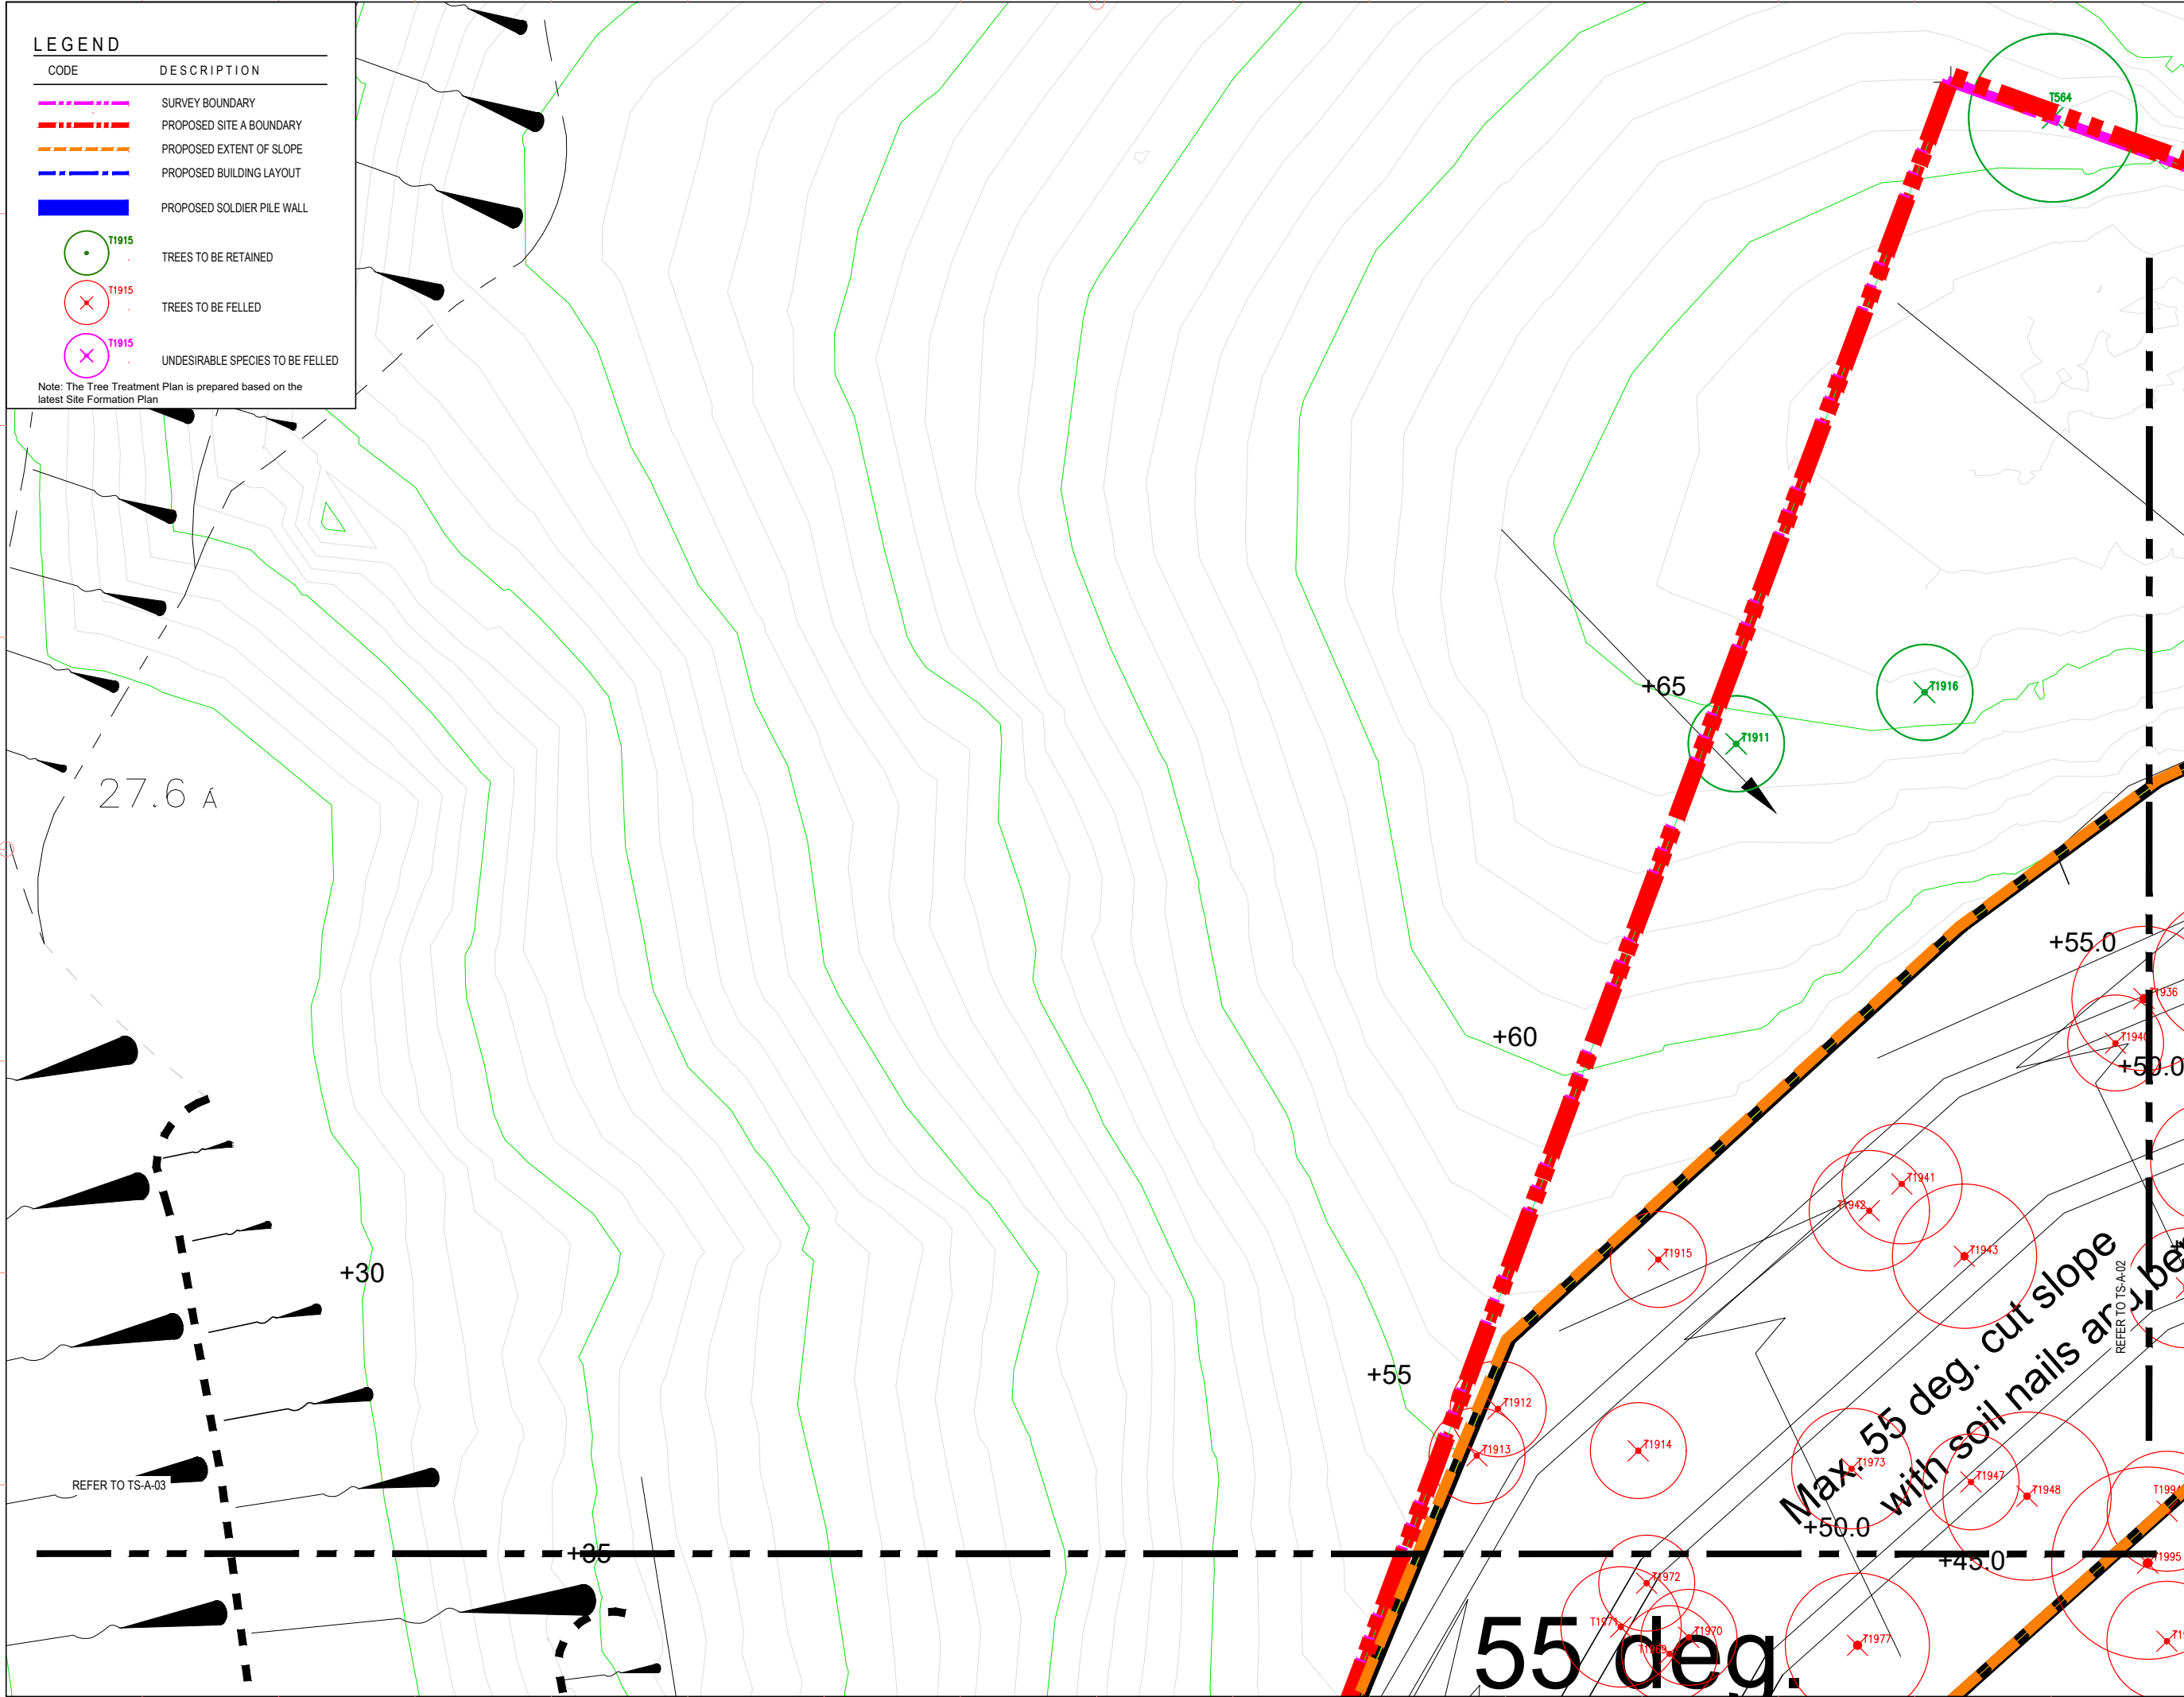 LEGEND
CODE DESCRIPTION
SURVEY BOUNDARY
PROPOSED SITE A BOUNDARY
PROPOSED EXTENT OF SLOPE
PROPOSED BUILDING LAYOUT
PROPOSED SOLDIER PILE WALL
T1915
TREES TO BE RETAINED
T1915
TREES TO BE FELLED
T1915
UNDESIRABLE SPECIES TO BE FELLED
Note: The Tree Treatment Plan is prepared based on the
latest Site Formation Plan
T564
+65
T1916
T1911
27.6 Á
+55.0
T1936
T1940
+50.0
+60
T1941
T1942
T1943
T1915
+30
+55
T1912
T1913
T1914
Max. 55 deg. cut slope
with soil nails and
REFER TO TS-A-02
T1973
T1947
T1948
REFER TO TS-A-03
+50.0
+35
+45.0
T1995
T1972
T1971
T1970
T1969
T1977
55 deg.